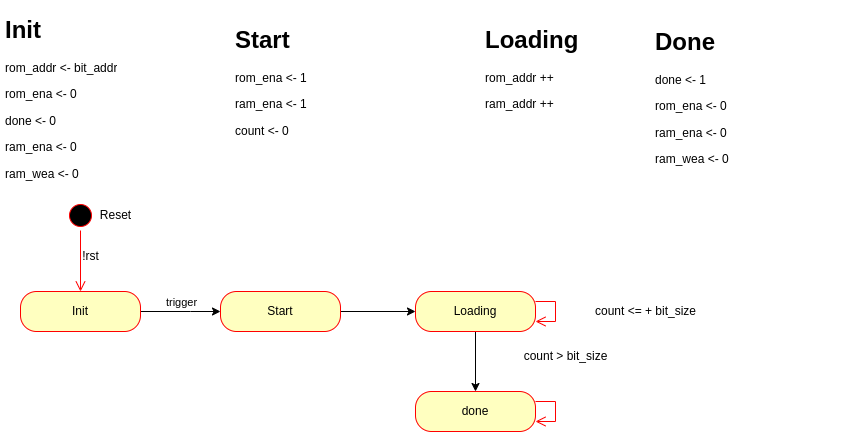 Init
rom_addr <- bit_addr
rom_ena <- 0
done <- 0
ram_ena <- 0
ram_wea <- 0
Start
rom_ena <- 1
ram_ena <- 1
count <- 0
Loading
rom_addr ++
ram_addr ++
Done
done <- 1
rom_ena <- 0
ram_ena <- 0
ram_wea <- 0
Reset
!rst
Init
trigger
Start
Loading
count <= + bit_size
count > bit_size
done